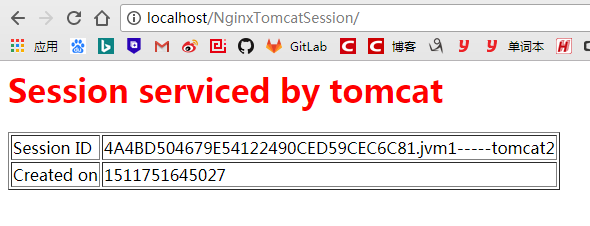 localhost/NginxTomcatSession/
应用 GitLab 博客 单词本
Session serviced by tomcat
Session ID 4A4BD504679E54122490CED59CEC6C81.jvm1-----tomcat2
Created on 1511751645027